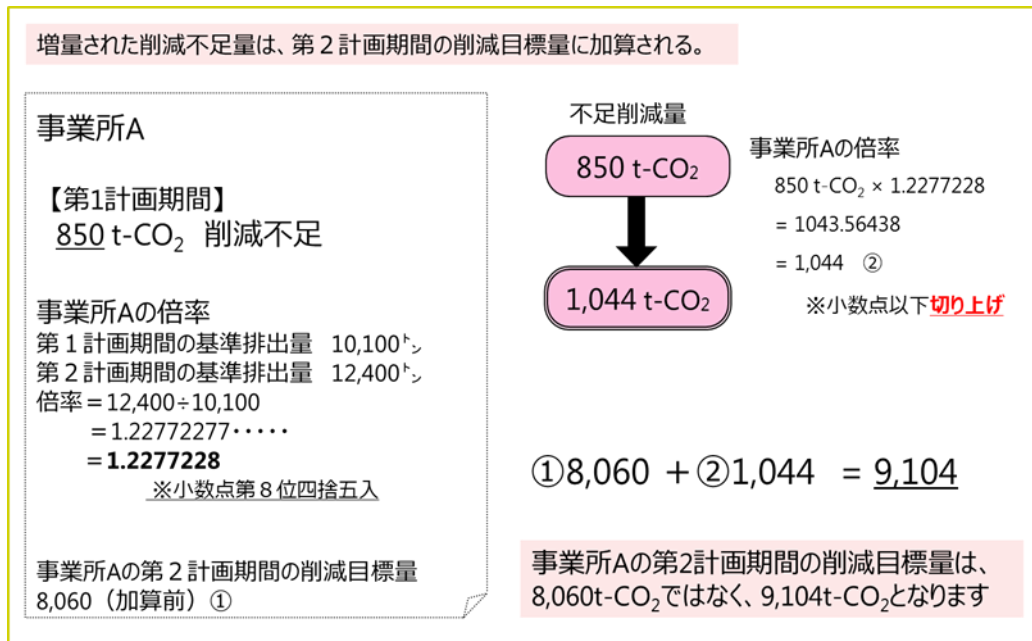 増量された削減不足量は、第２計画期間の削減目標量に加算される。
事業所A
【第1計画期間】
850 t-CO₂ 削減不足
事業所Aの倍率
第１計画期間の基準排出量 10,100㌧
第２計画期間の基準排出量 12,400㌧
倍率＝12,400÷10,100
＝1.22772277・・・・・
＝1.2277228
※小数点第８位四捨五入
事業所Aの第２計画期間の削減目標量
8,060（加算前）①
不足削減量
850 t-CO₂
1,044 t-CO₂
事業所Aの倍率
850 t-CO₂ × 1.2277228
= 1043.56438
= 1,044 ②
※小数点以下切り上げ
①8,060 ＋②1,044 ＝ 9,104
事業所Aの第2計画期間の削減目標量は、
8,060t-CO₂ではなく、9,104t-CO₂となります